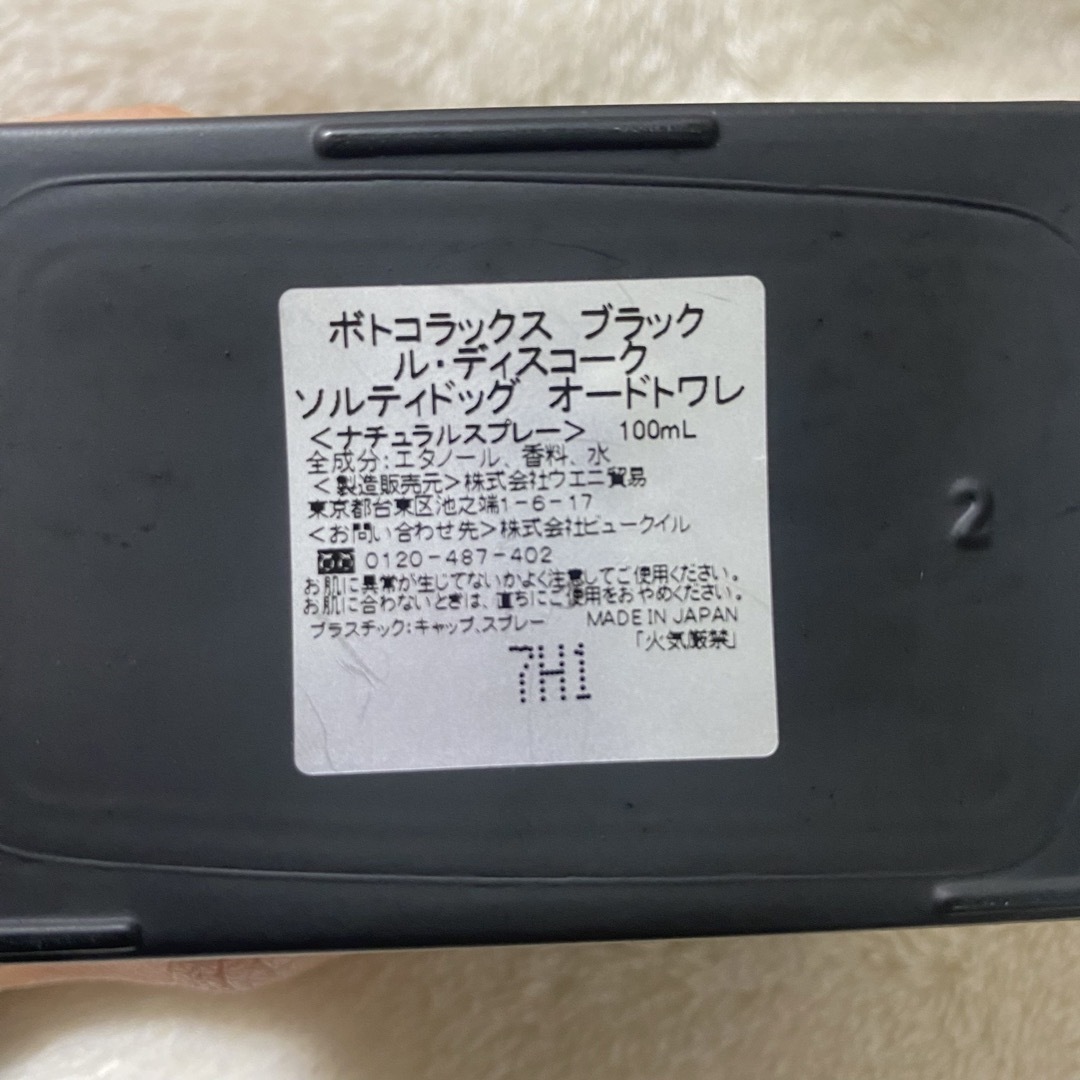 ボトコラックス ブラック
ル・ディスコーク
ソルティドッグ オードトワレ
＜ナチュラルスプレー＞ 100mL
全成分:エタノール、香料、水
＜製造販売元＞株式会社ウエニ貿易
東京都台東区池之端1-6-17
＜お問い合わせ先＞株式会社ビュークイル
0120-487-402
お肌に異常が生じてないかよく注意してご使用ください。
お肌に合わないときは、直ちにご使用をおやめください。
プラスチック:キャップ、スプレー MADE IN JAPAN
「火気厳禁」
7H1
2